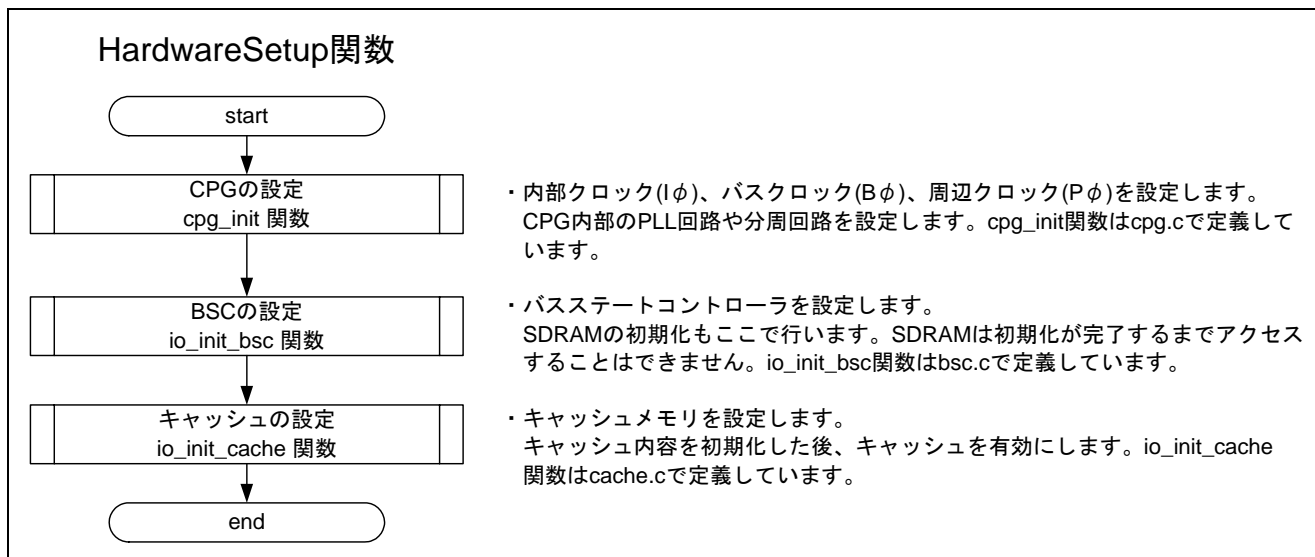 HardwareSetup関数
start
CPGの設定
cpg_init 関数
・内部クロック(Iφ)、バスクロック(Bφ)、周辺クロック(Pφ)を設定します。
CPG内部のPLL回路や分周回路を設定します。cpg_init関数はcpg.cで定義して
います。
BSCの設定
io_init_bsc 関数
・バスステートコントローラを設定します。
SDRAMの初期化もここで行います。SDRAMは初期化が完了するまでアクセス
することはできません。io_init_bsc関数はbsc.cで定義しています。
キャッシュの設定
io_init_cache 関数
・キャッシュメモリを設定します。
キャッシュ内容を初期化した後、キャッシュを有効にします。io_init_cache
関数はcache.cで定義しています。
end